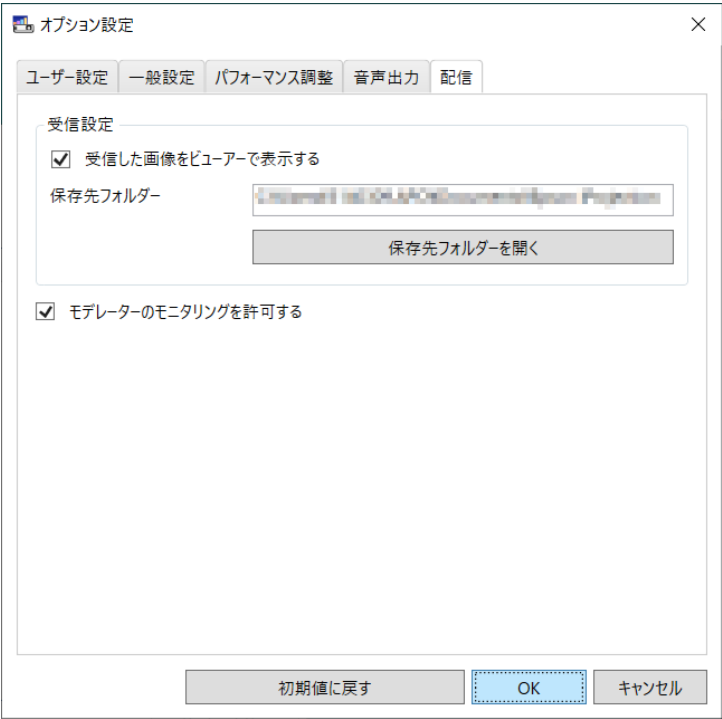 オプション設定
ユーザー設定
一般設定
パフォーマンス調整
音声出力
配信
受信設定
受信した画像をビューアーで表示する
保存先フォルダー
保存先フォルダーを開く
モデレーターのモニタリングを許可する
初期値に戻す
OK
キャンセル